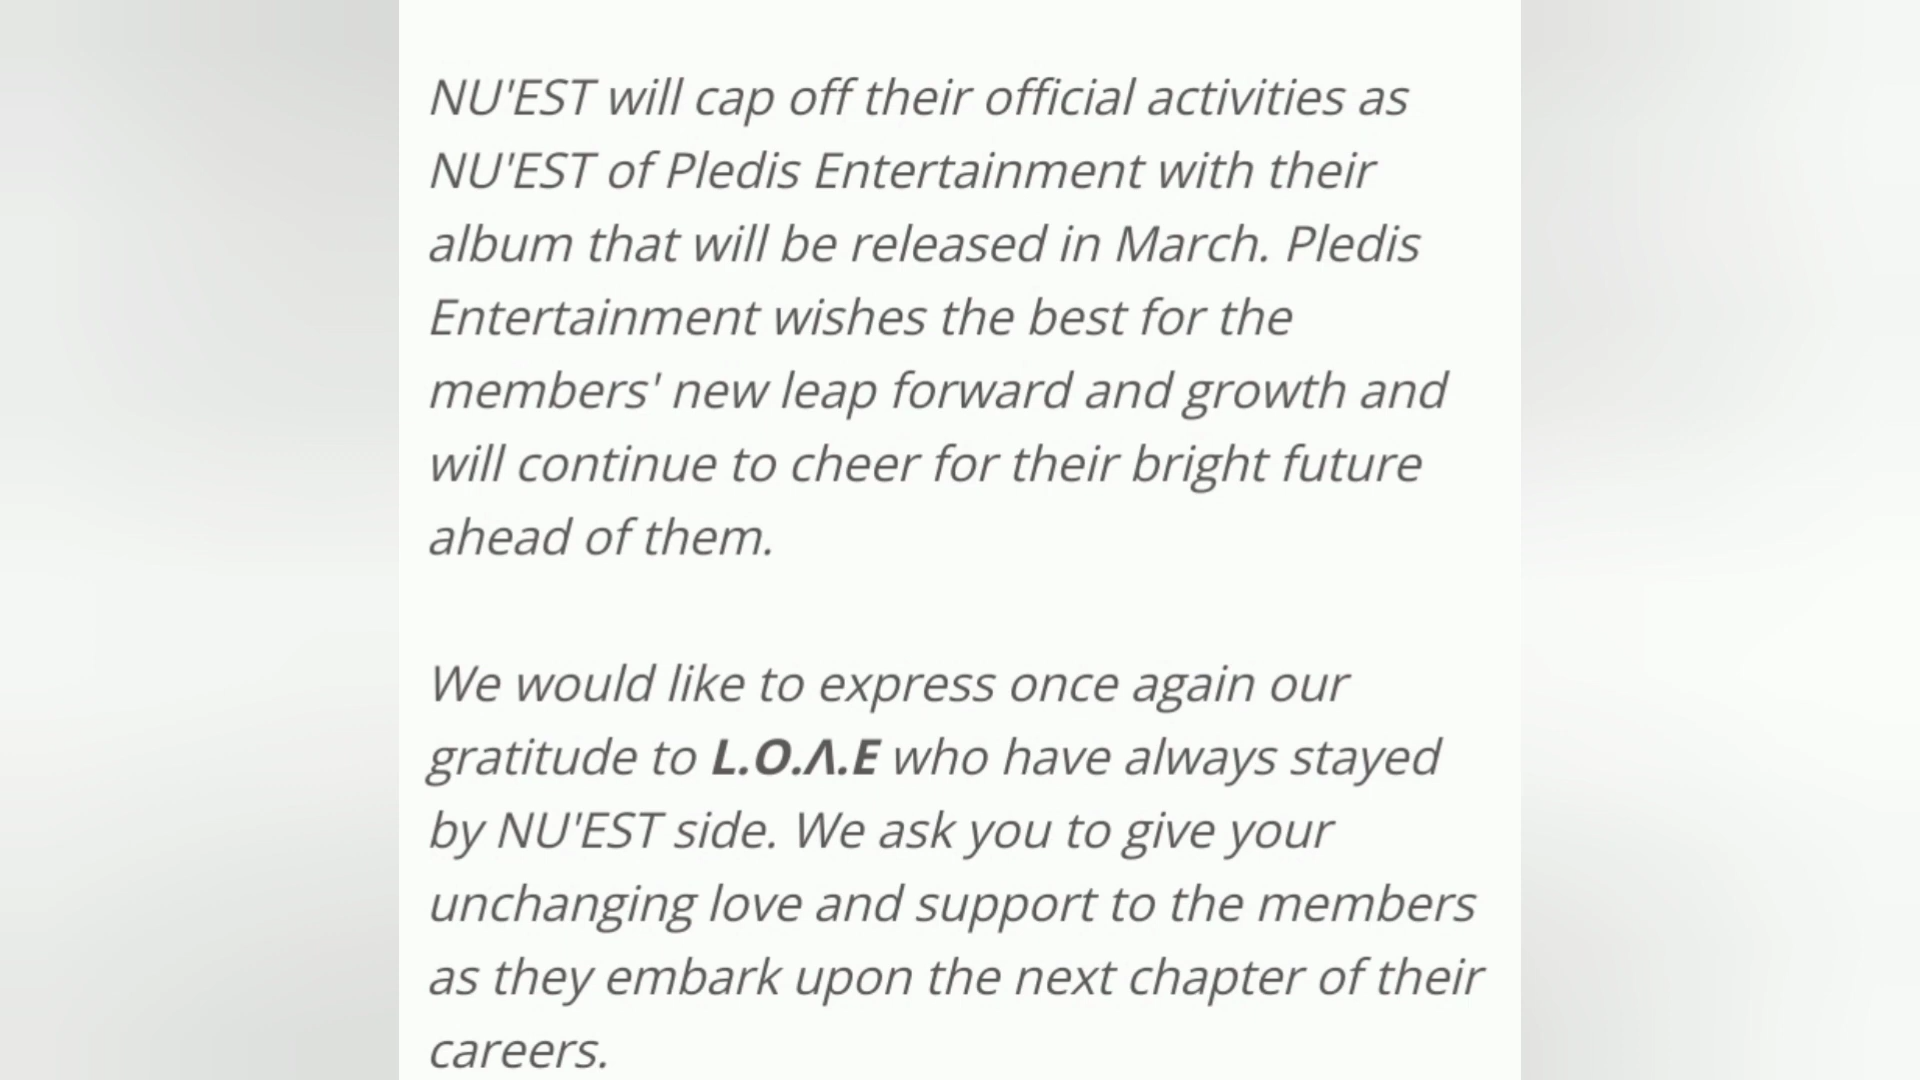 NU'EST will cap off their official activities as
NU'EST of Pledis Entertainment with their
album that will be released in March. Pledis
Entertainment wishes the best for the
members' new leap forward and growth and
will continue to cheer for their bright future
ahead of them.
We would like to express once again our
gratitude to L.O.Λ.E who have always stayed
by NU'EST side. We ask you to give your
unchanging love and support to the members
as they embark upon the next chapter of their
careers.